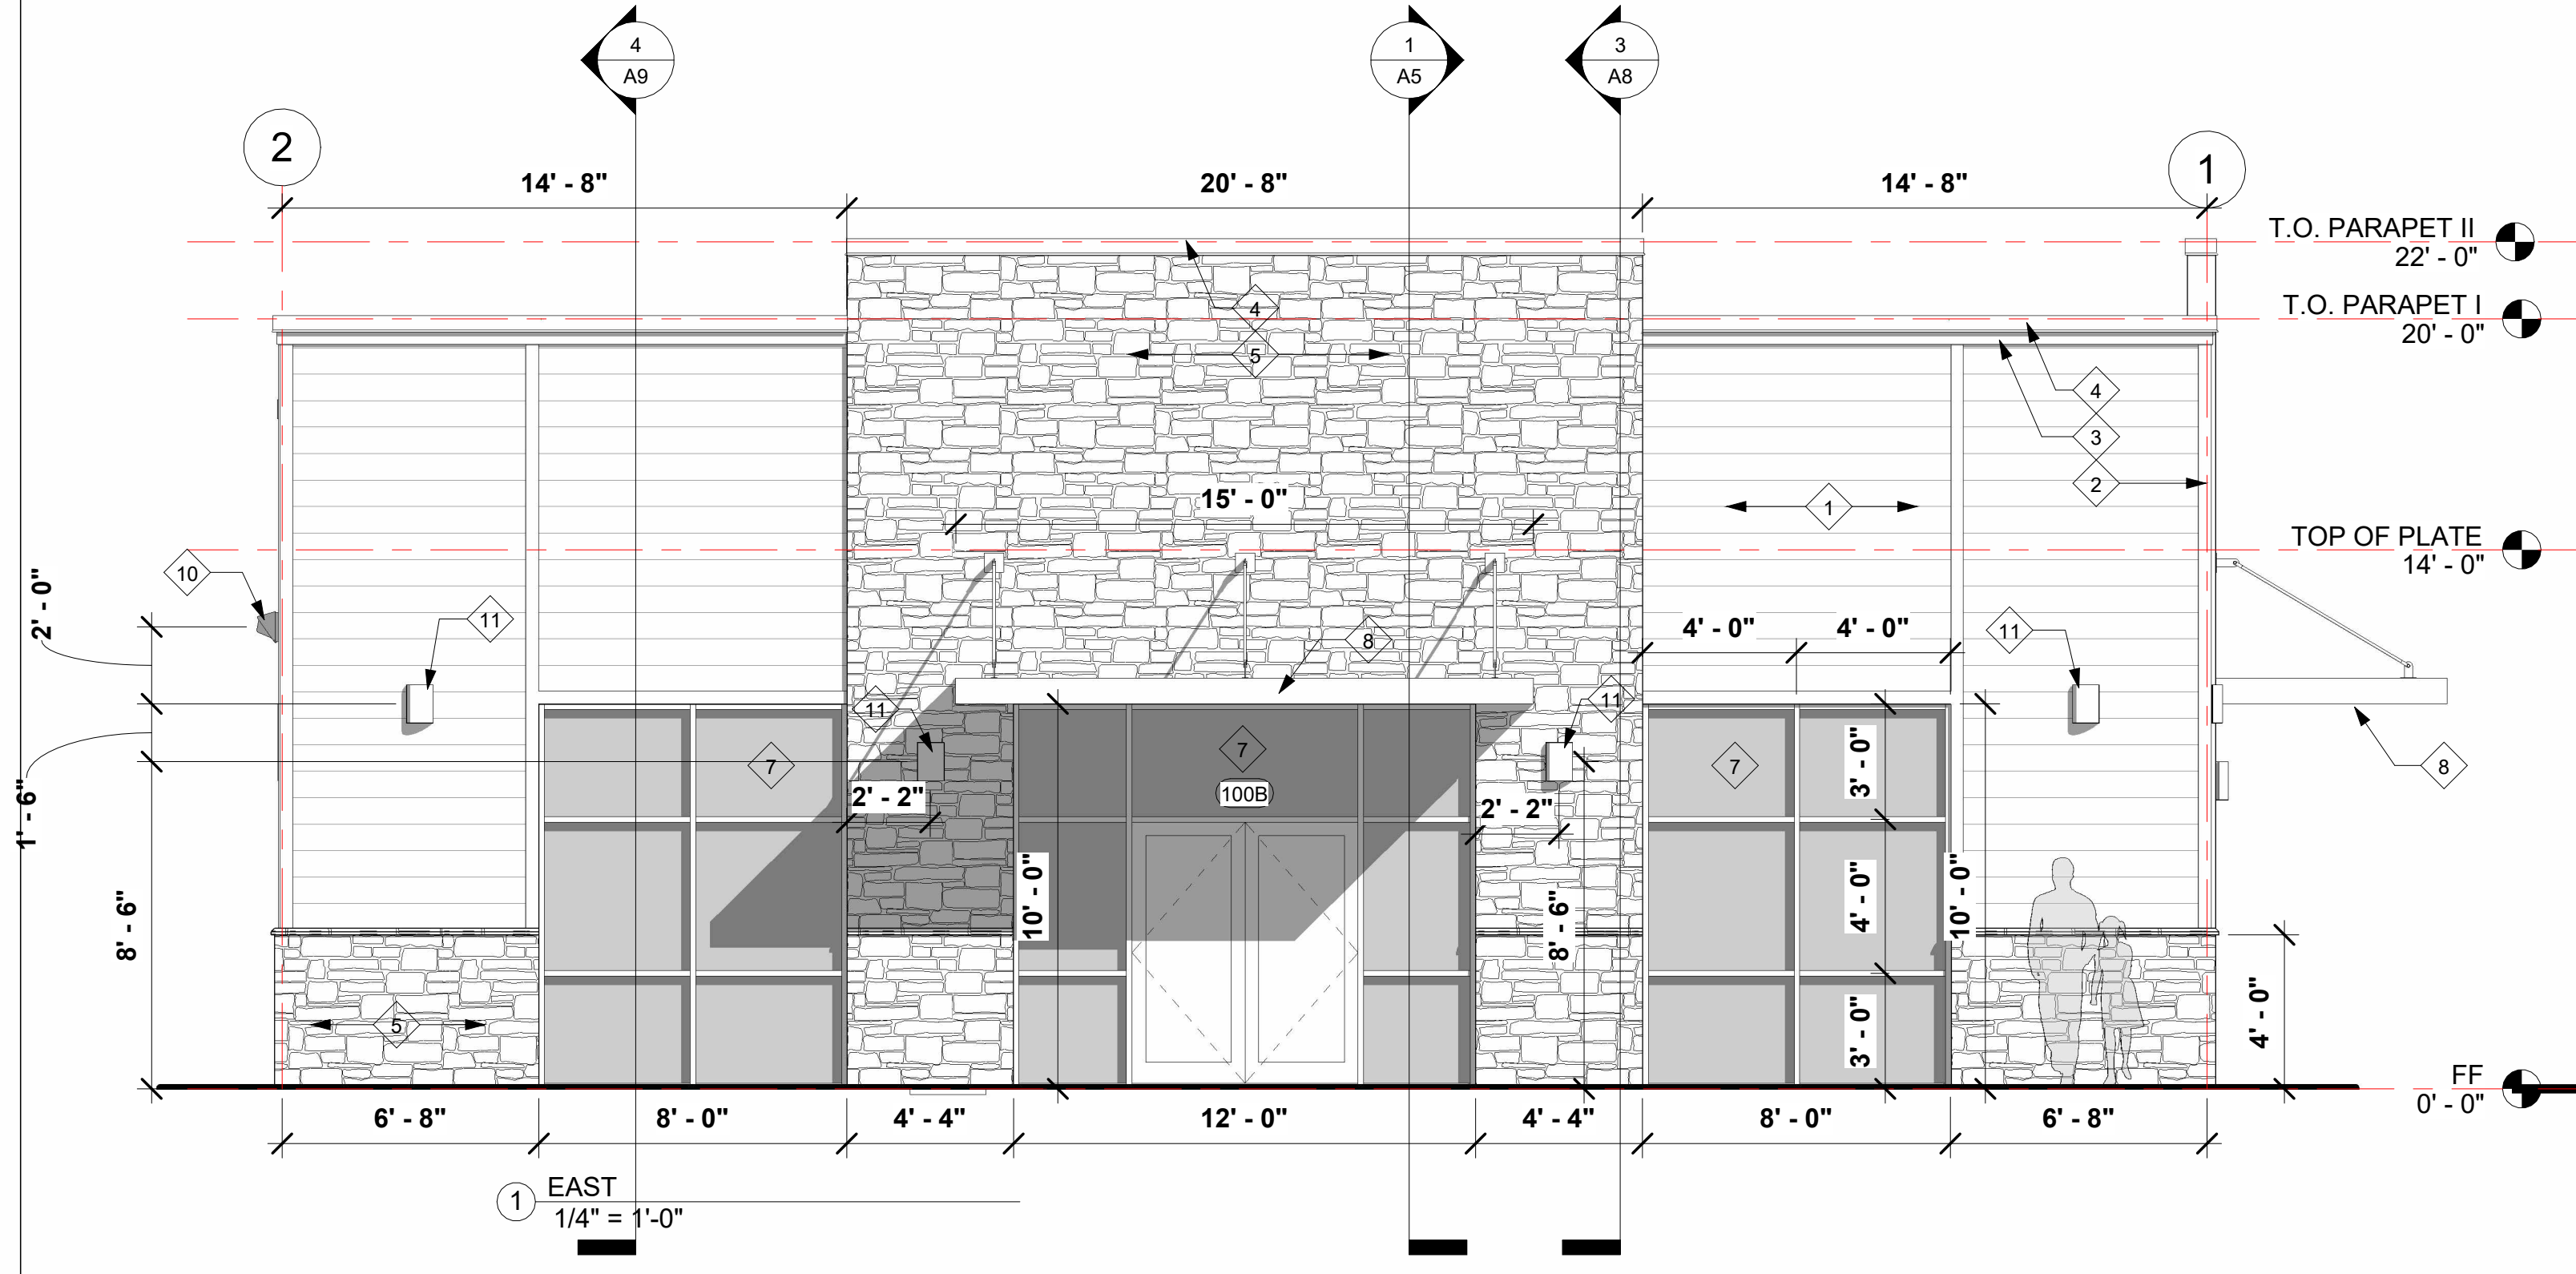 4
A9
1
A5
3
A8
2
1
14' - 8"
20' - 8"
14' - 8"
T.O. PARAPET II
22' - 0"
T.O. PARAPET I
20' - 0"
4
5
4
3
2
1
15' - 0"
TOP OF PLATE
14' - 0"
10
2' - 0"
11
8
4' - 0"
4' - 0"
11
11
11
7
7
100B
7
8
3' - 0"
1' - 6"
2' - 2"
2' - 2"
8' - 6"
10' - 0"
8' - 6"
4' - 0"
10' - 0"
5
3' - 0"
4' - 0"
FF
0' - 0"
6' - 8"
8' - 0"
4' - 4"
12' - 0"
4' - 4"
8' - 0"
6' - 8"
1
EAST
1/4" = 1'-0"